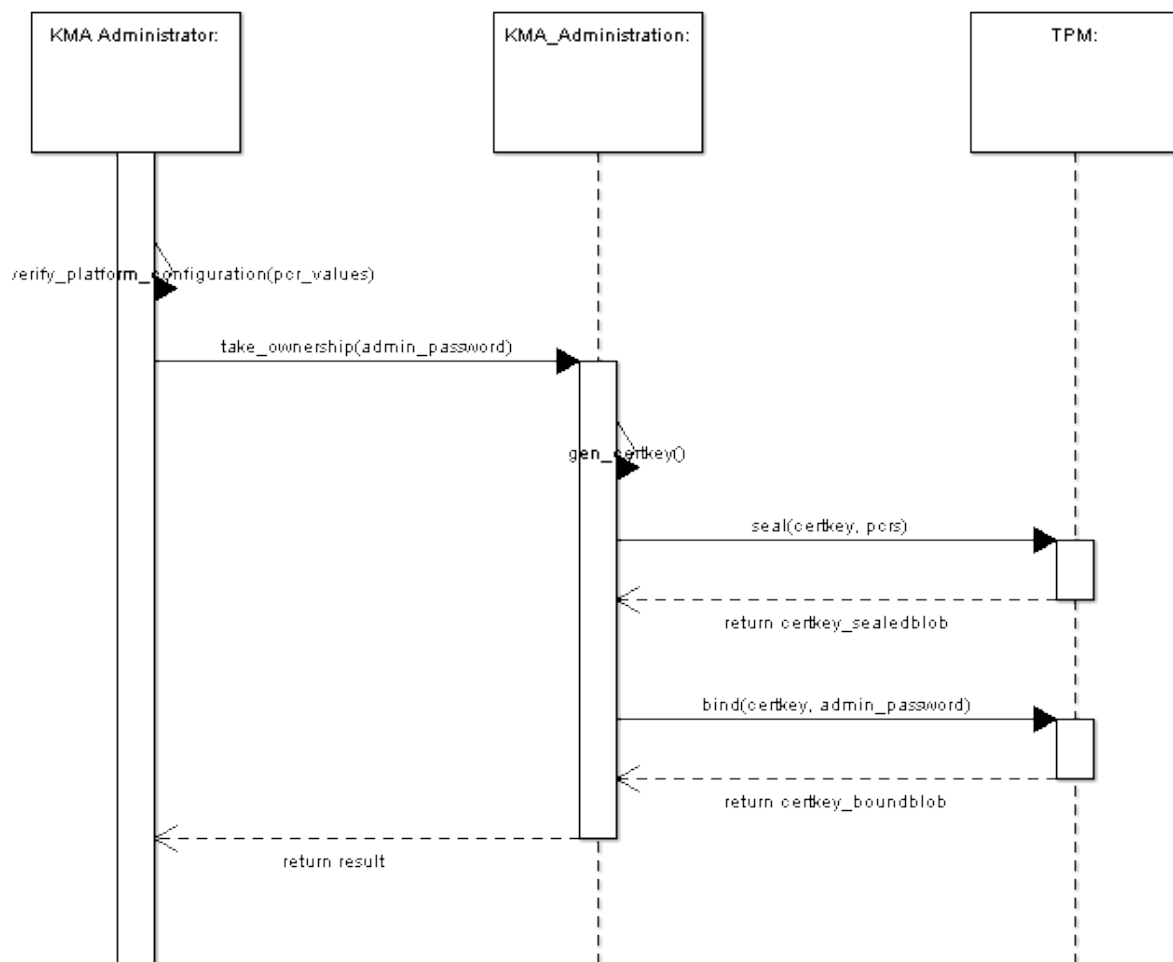 KMA Administrator:
KMA_Administration:
TPM:
verify_platform_configuration(pcr_values)
take_ownership(admin_password)
gen_certkey()
seal(certkey, pcrs)
return certkey_sealedblob
bind(certkey, admin_password)
return certkey_boundblob
return result